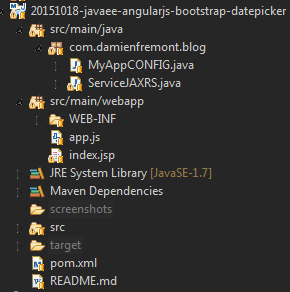 20151018-javaee-angularjs-bootstrap-datepicker
src/main/java
com.damienfremont.blog
MyAppCONFIG.java
ServiceJAXRS.java
src/main/webapp
WEB-INF
app.js
index.jsp
JRE System Library [JavaSE-1.7]
Maven Dependencies
screenshots
src
target
pom.xml
README.md